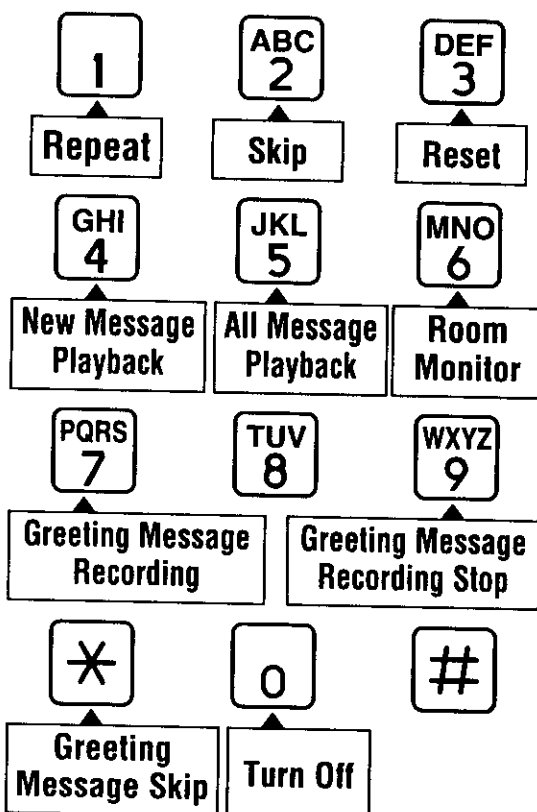 1
ABC
2
DEF
3
Repeat
Skip
Reset
GHI
4
JKL
5
MNO
6
New Message
Playback
All Message
Playback
Room
Monitor
PQRS
7
TUV
8
WXYZ
9
Greeting Message
Recording
Greeting Message
Recording Stop
*
0
#
Greeting
Message Skip
Turn Off